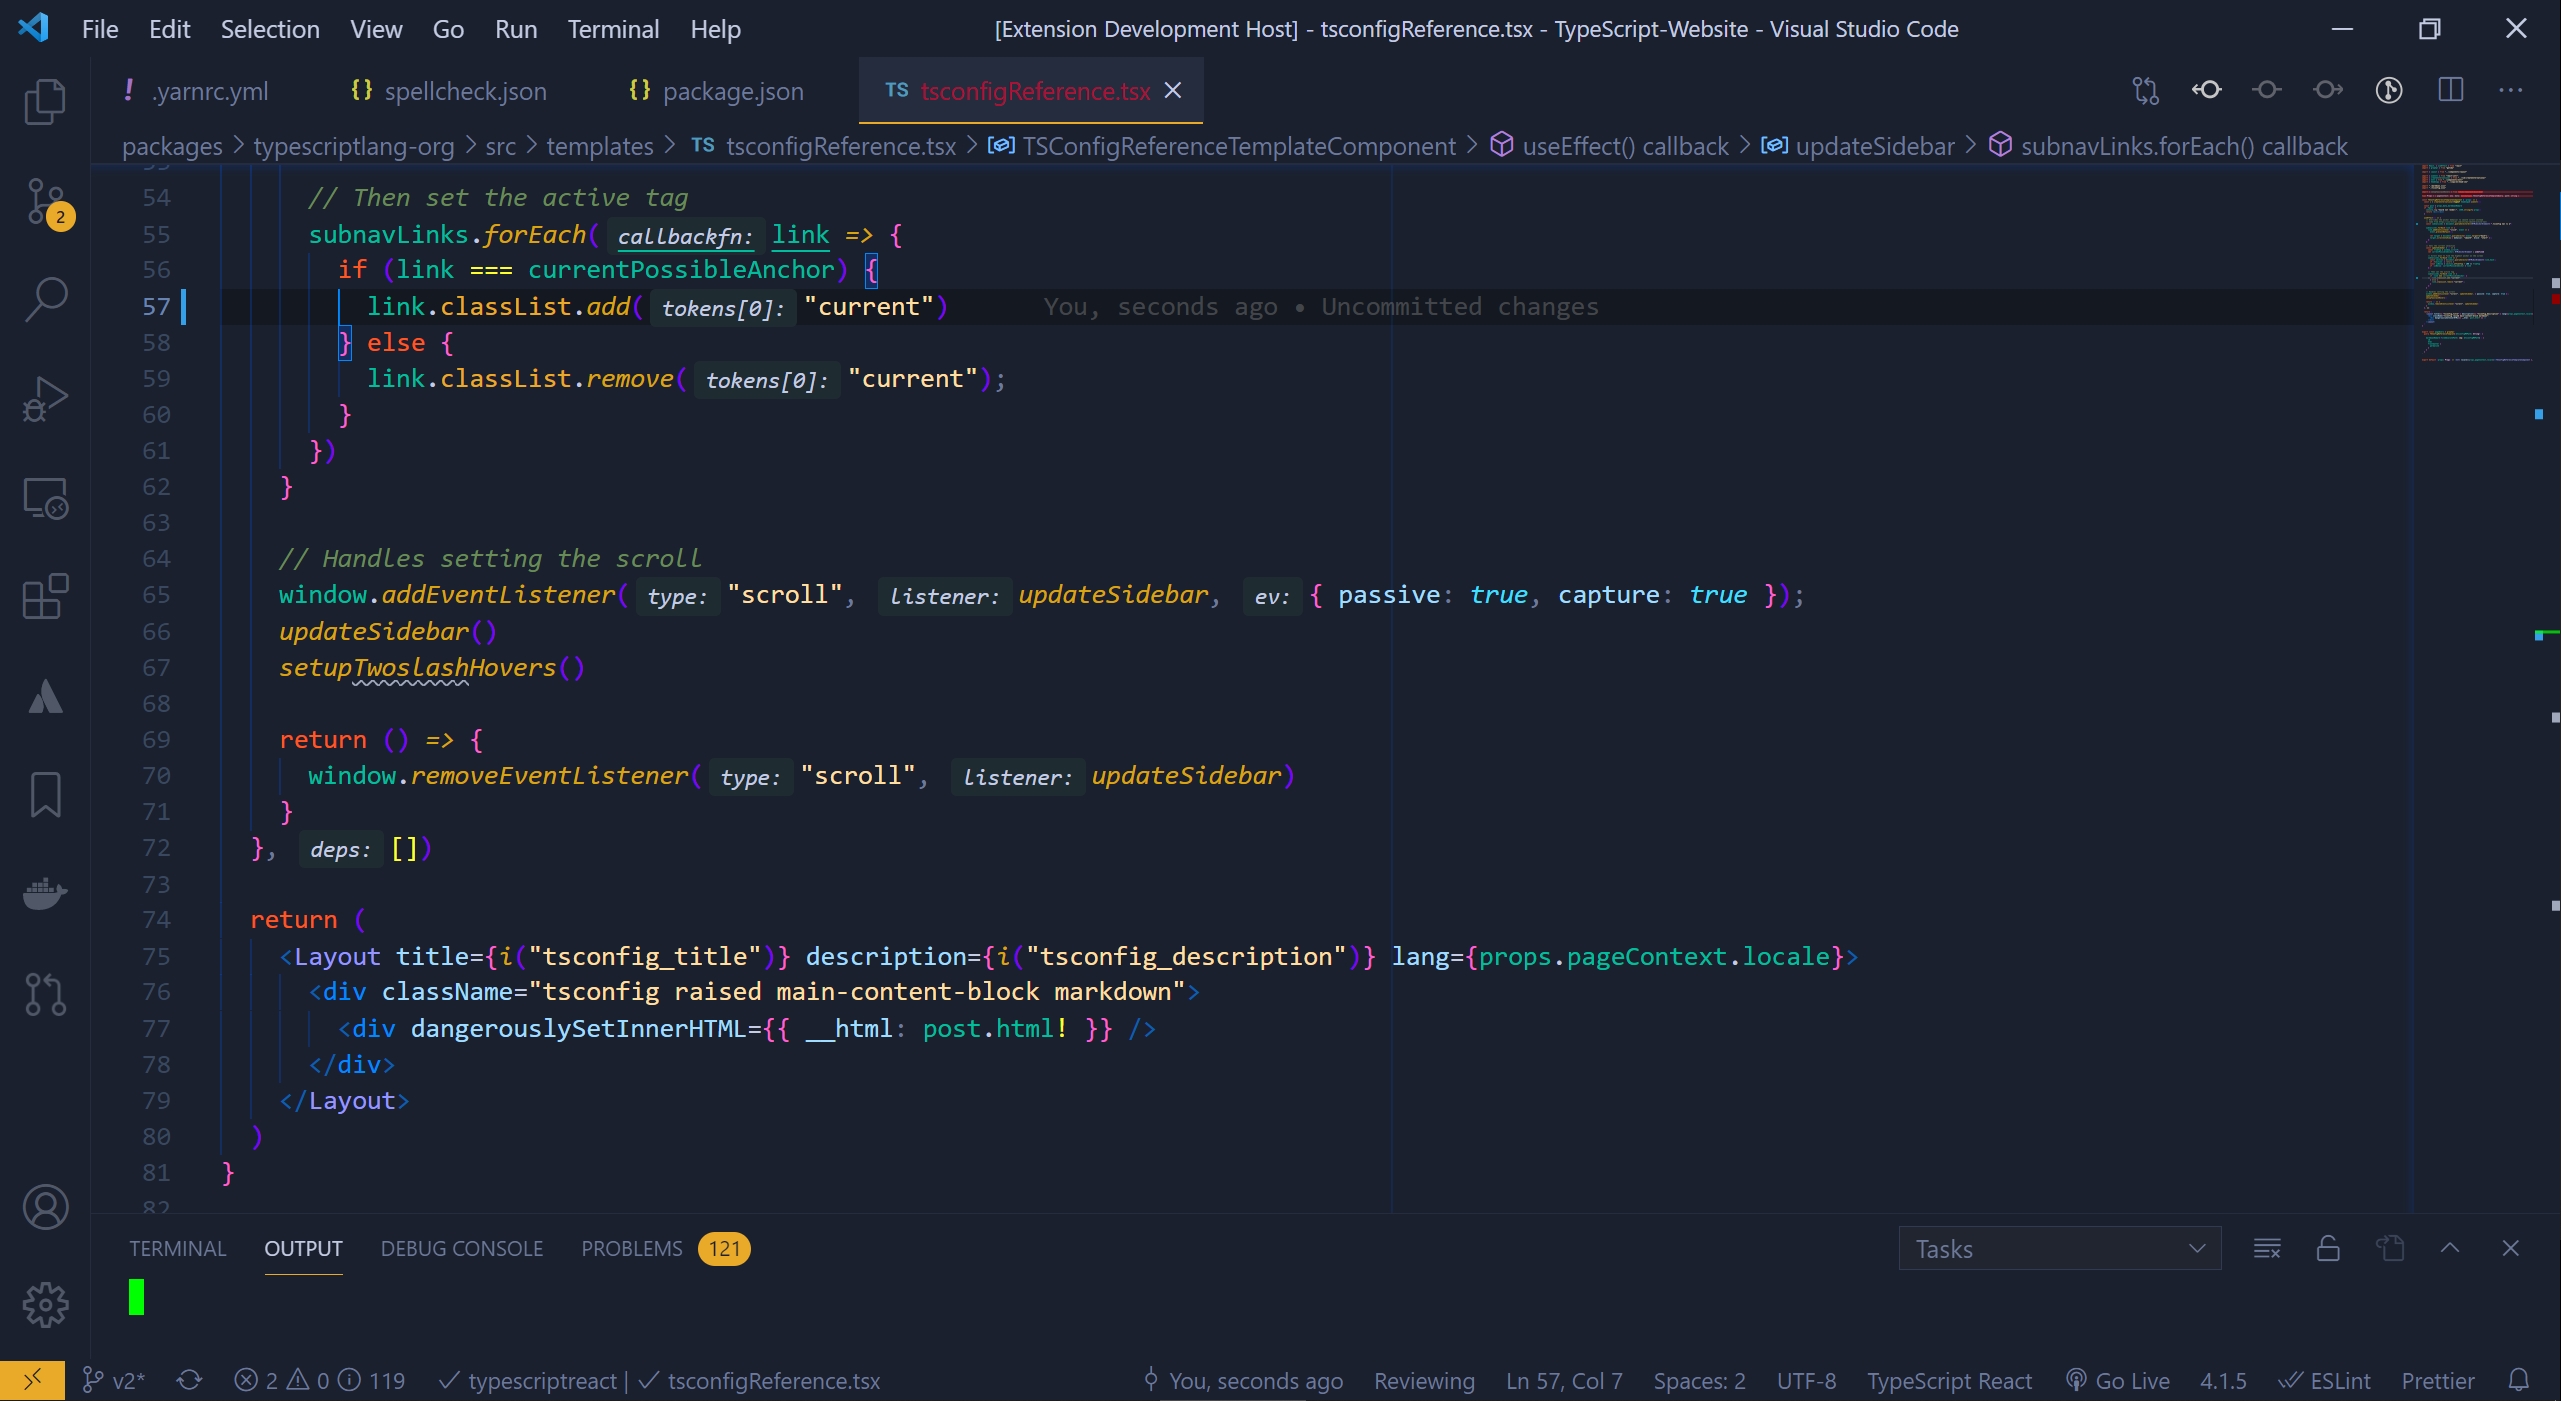 File Edit Selection View Go Run Terminal Help [Extension Development Host] - tsconfigReference.tsx - TypeScript-Website - Visual Studio Code
! .yarnrc.yml {} spellcheck.json {} package.json TS tsconfigReference.tsx
packages > typescriptlang-org > src > templates > TS tsconfigReference.tsx > TSConfigReferenceTemplateComponent > useEffect() callback > updateSidebar > subnavLinks.forEach() callback
54 // Then set the active tag
55 subnavLinks.forEach( callbackfn: link => {
56 if (link === currentPossibleAnchor) {
57 link.classList.add( tokens[0]: "current") You, seconds ago • Uncommitted changes
58 } else {
59 link.classList.remove( tokens[0]: "current");
60 }
61 })
62 }
63
64 // Handles setting the scroll
65 window.addEventListener( type: "scroll", listener: updateSidebar, ev: { passive: true, capture: true });
66 updateSidebar()
67 setupTwoslashHovers()
68
69 return () => {
70 window.removeEventListener( type: "scroll", listener: updateSidebar)
71 }
72 }, deps: [])
73
74 return (
75 <Layout title={i("tsconfig_title")} description={i("tsconfig_description")} lang={props.pageContext.locale}>
76 <div className="tsconfig raised main-content-block markdown">
77 <div dangerouslySetInnerHTML={{ __html: post.html! }} />
78 </div>
79 </Layout>
80 )
81 }
82
2
TERMINAL OUTPUT DEBUG CONSOLE PROBLEMS 121 Tasks
v2* 2 0 119 typescriptreact | tsconfigReference.tsx You, seconds ago Reviewing Ln 57, Col 7 Spaces: 2 UTF-8 TypeScript React Go Live 4.1.5 ESLint Prettier